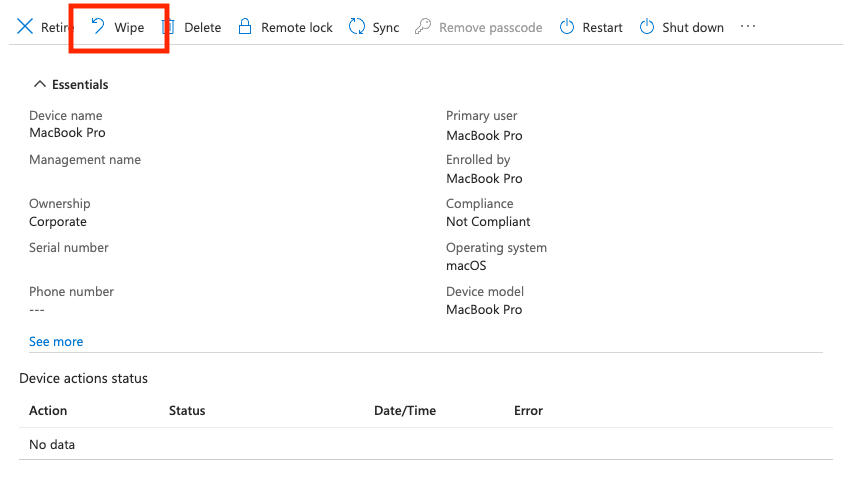 Retire Wipe Delete Remote lock Sync Remove passcode Restart Shut down ...
Essentials
Device name
MacBook Pro
Primary user
MacBook Pro
Management name
Enrolled by
MacBook Pro
Ownership
Corporate
Compliance
Not Compliant
Serial number
Operating system
macOS
Phone number
---
Device model
MacBook Pro
See more
Device actions status
Action Status Date/Time Error
No data